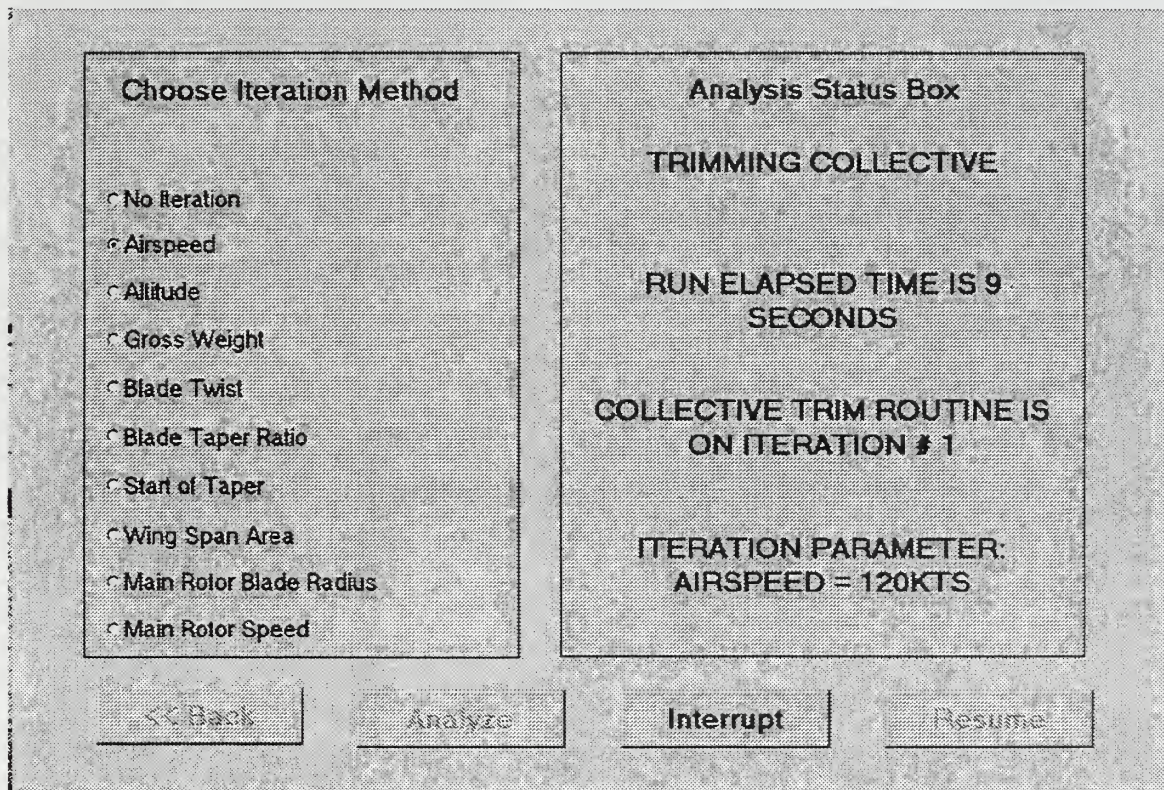 Choose Iteration Method
No Iteration
Airspeed
Altitude
Gross Weight
Blade Twist
Blade Taper Ratio
Start of Taper
Wing Span Area
Main Rotor Blade Radius
Main Rotor Speed
Analysis Status Box
TRIMMING COLLECTIVE
RUN ELAPSED TIME IS 9
SECONDS
COLLECTIVE TRIM ROUTINE IS
ON ITERATION # 1
ITERATION PARAMETER:
AIRSPEED = 120KTS
<< Back
Analyze
Interrupt
Resume